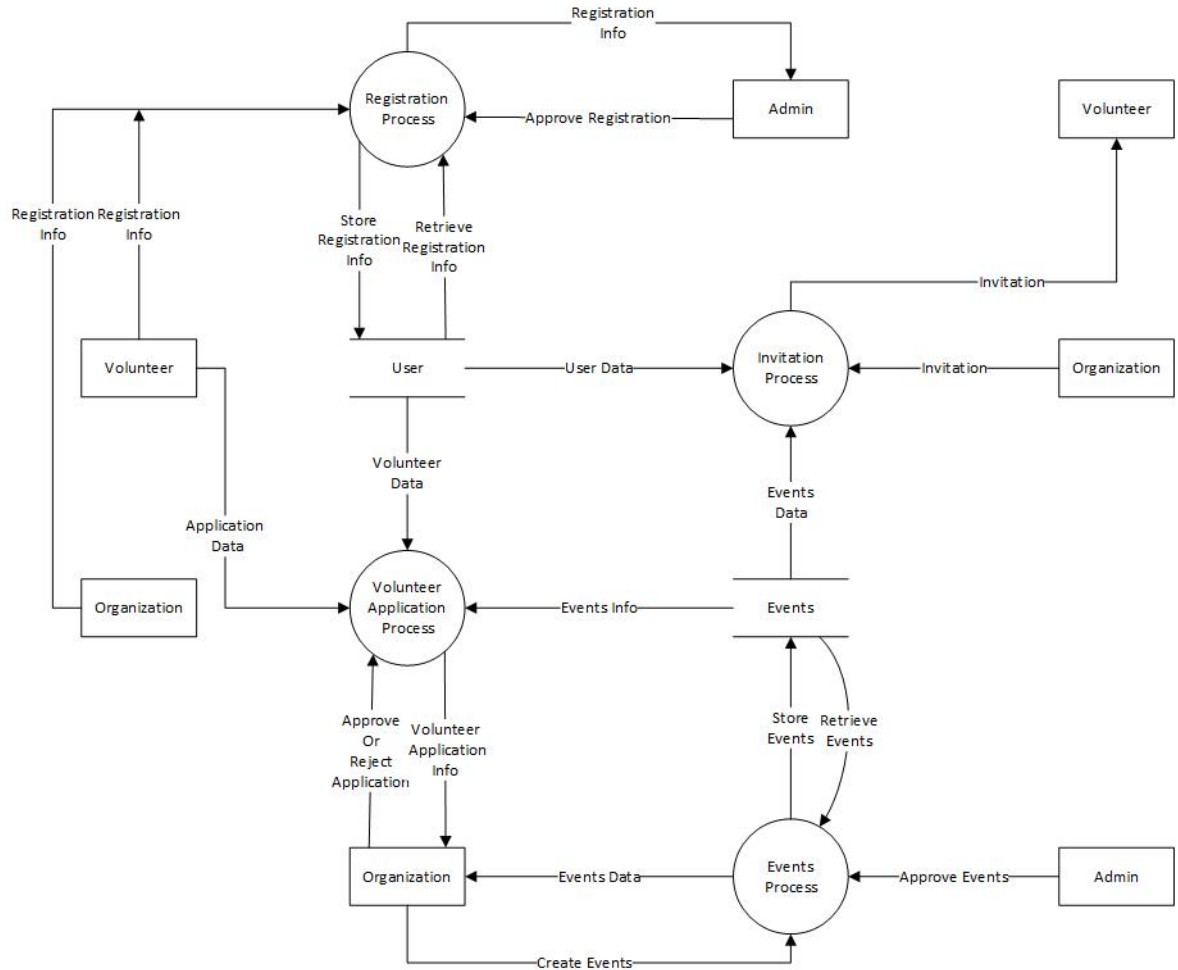 Registration
Info
Registration
Process
Admin
Volunteer
Approve Registration
Registration
Info
Registration
Info
Store
Registration
Info
Retrieve
Registration
Info
Invitation
Volunteer
User
User Data
Invitation
Process
Invitation
Organization
Volunteer
Data
Events
Data
Application
Data
Organization
Volunteer
Application
Process
Events Info
Events
Approve
Or
Reject
Application
Volunteer
Application
Info
Store
Events
Retrieve
Events
Organization
Events Data
Events
Process
Approve Events
Admin
Create Events